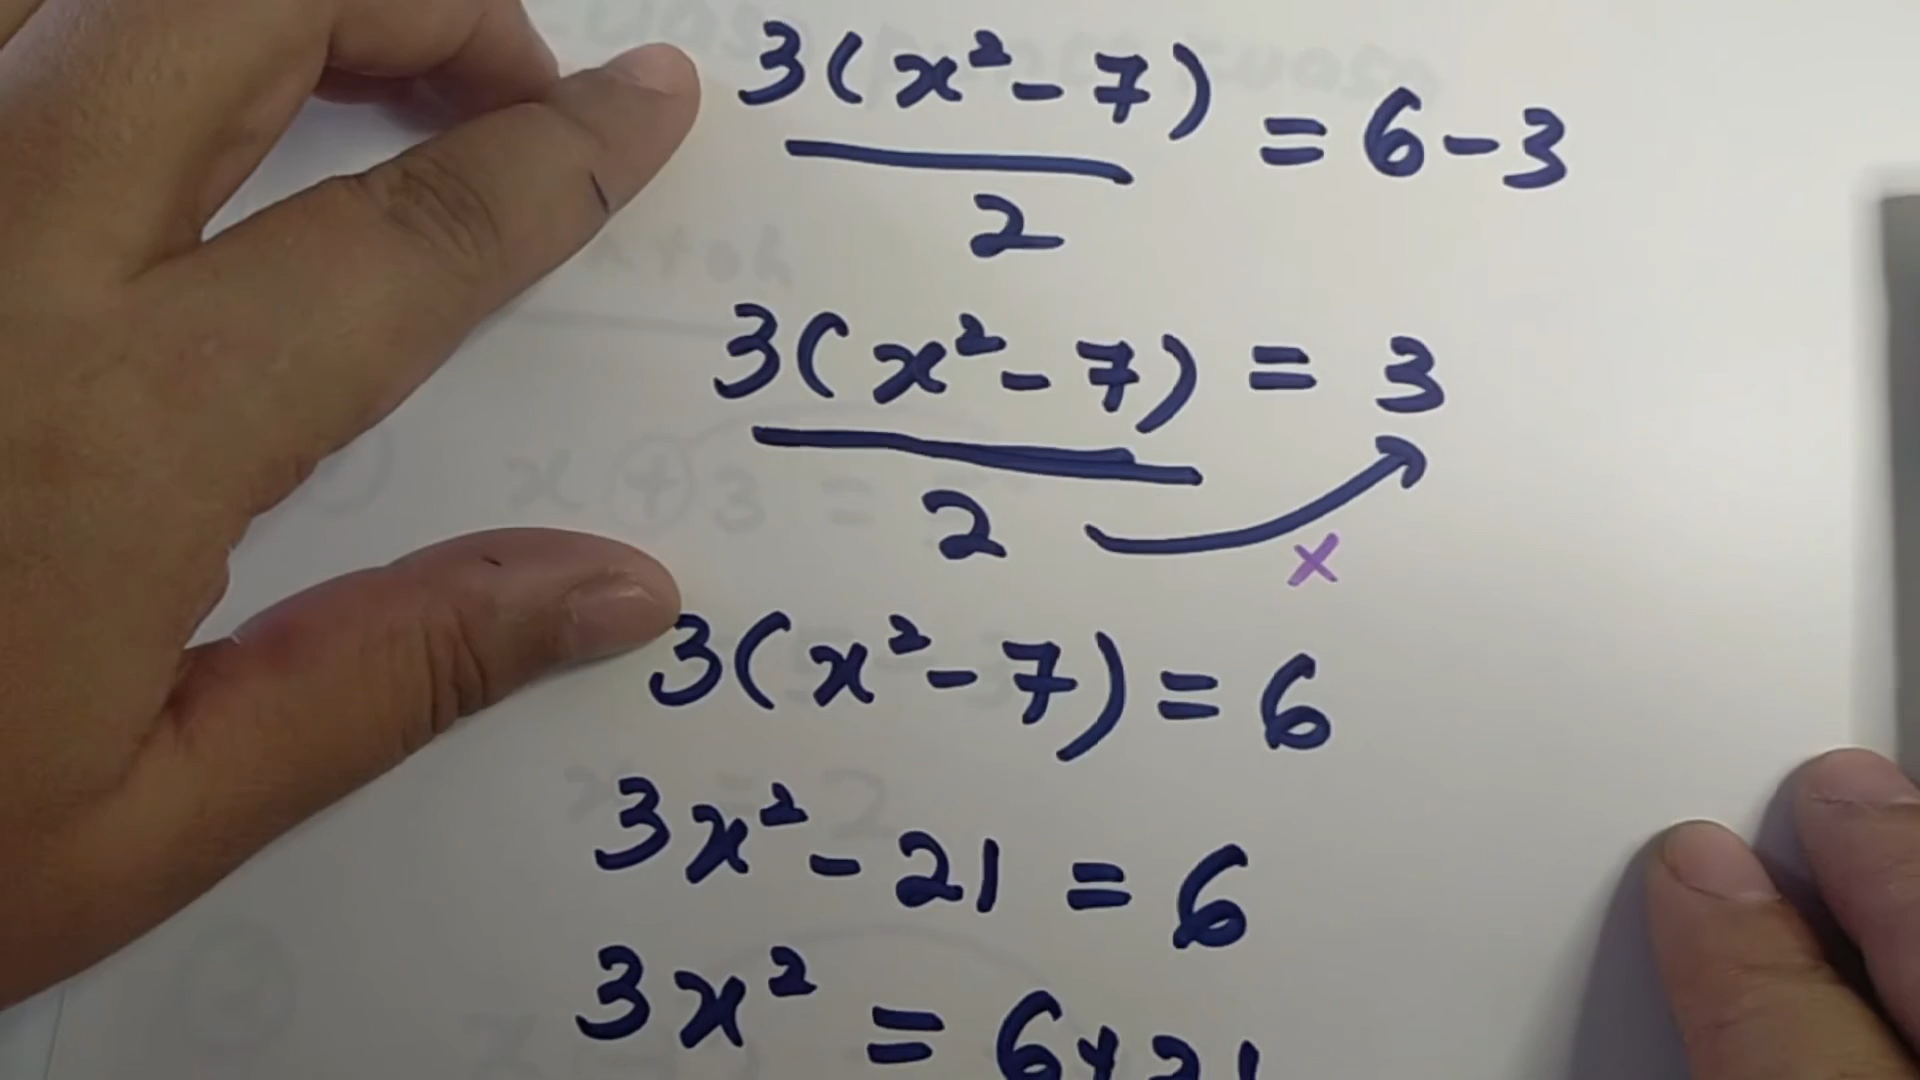 3(x²-7)/2 = 6-3
3(x²-7)/2 = 3
x
3(x²-7) = 6
3x²-21 = 6
3x² = 6+21